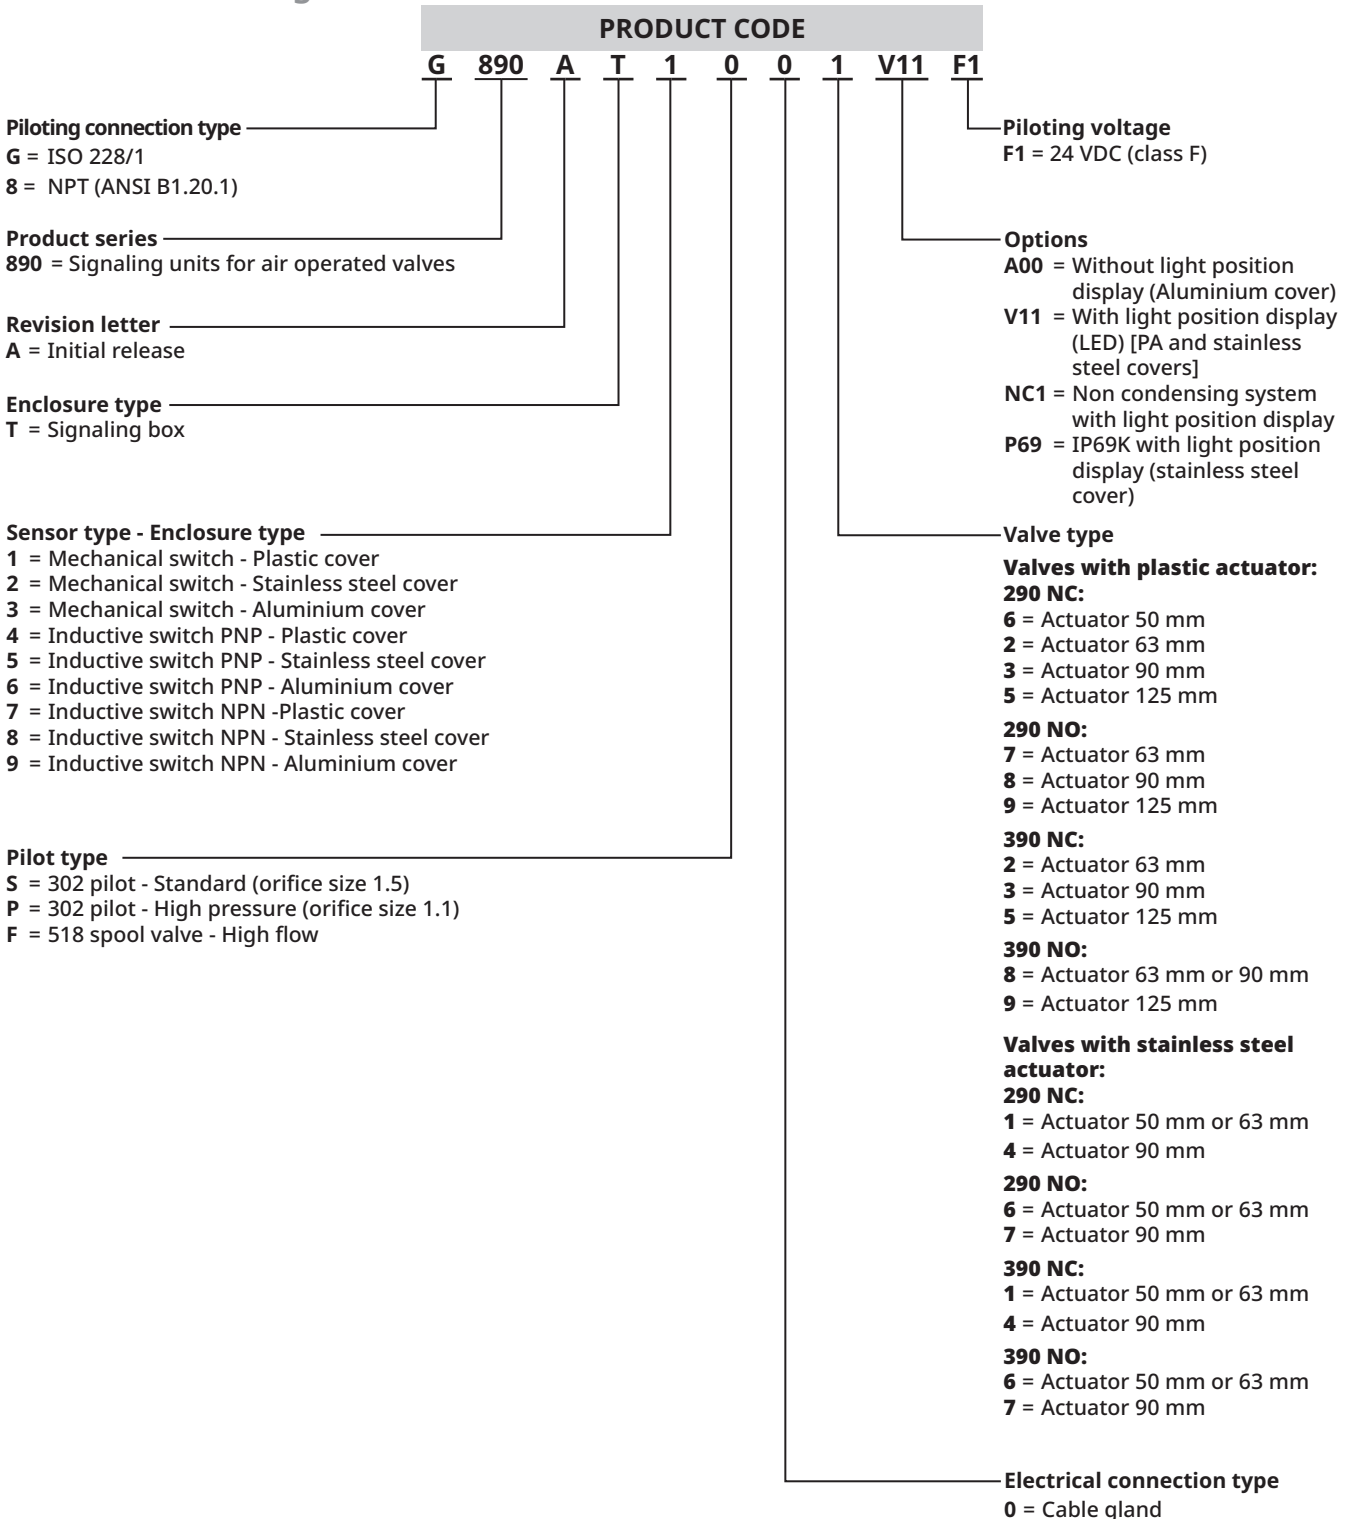 PRODUCT CODE
G 890 A T 1 0 0 1 V11 F1
Piloting connection type
G = ISO 228/1
8 = NPT (ANSI B1.20.1)
Product series
890 = Signaling units for air operated valves
Revision letter
A = Initial release
Enclosure type
T = Signaling box
Sensor type - Enclosure type
1 = Mechanical switch - Plastic cover
2 = Mechanical switch - Stainless steel cover
3 = Mechanical switch - Aluminium cover
4 = Inductive switch PNP - Plastic cover
5 = Inductive switch PNP - Stainless steel cover
6 = Inductive switch PNP - Aluminium cover
7 = Inductive switch NPN -Plastic cover
8 = Inductive switch NPN - Stainless steel cover
9 = Inductive switch NPN - Aluminium cover
Pilot type
S = 302 pilot - Standard (orifice size 1.5)
P = 302 pilot - High pressure (orifice size 1.1)
F = 518 spool valve - High flow
Piloting voltage
F1 = 24 VDC (class F)
Options
A00 = Without light position
display (Aluminium cover)
V11 = With light position display
(LED) [PA and stainless
steel covers]
NC1 = Non condensing system
with light position display
P69 = IP69K with light position
display (stainless steel
cover)
Valve type
Valves with plastic actuator:
290 NC:
6 = Actuator 50 mm
2 = Actuator 63 mm
3 = Actuator 90 mm
5 = Actuator 125 mm
290 NO:
7 = Actuator 63 mm
8 = Actuator 90 mm
9 = Actuator 125 mm
390 NC:
2 = Actuator 63 mm
3 = Actuator 90 mm
5 = Actuator 125 mm
390 NO:
8 = Actuator 63 mm or 90 mm
9 = Actuator 125 mm
Valves with stainless steel
actuator:
290 NC:
1 = Actuator 50 mm or 63 mm
4 = Actuator 90 mm
290 NO:
6 = Actuator 50 mm or 63 mm
7 = Actuator 90 mm
390 NC:
1 = Actuator 50 mm or 63 mm
4 = Actuator 90 mm
390 NO:
6 = Actuator 50 mm or 63 mm
7 = Actuator 90 mm
Electrical connection type
0 = Cable gland